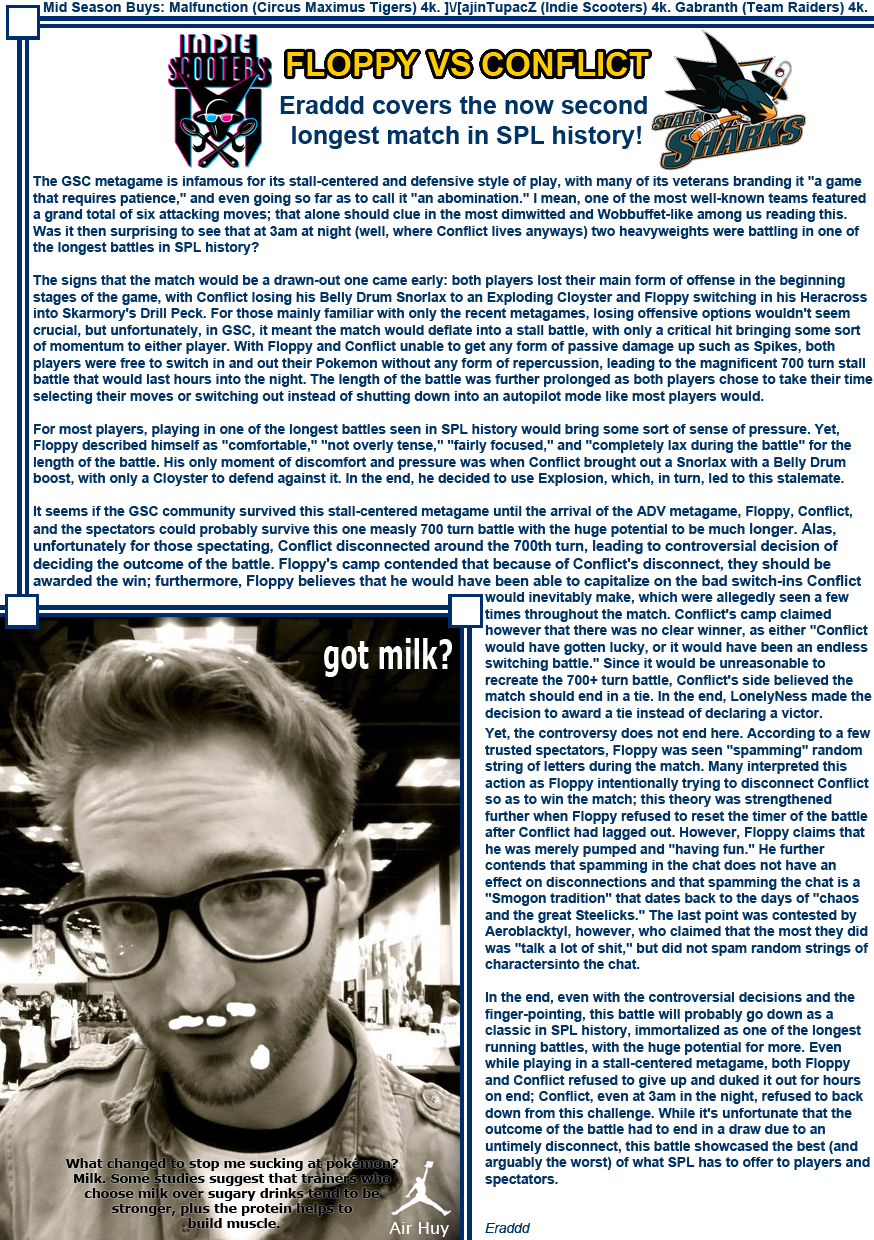 Mid Season Buys: Malfunction (Circus Maximus Tigers) 4k. ]\/[ajinTupacZ (Indie Scooters) 4k. Gabranth (Team Raiders) 4k.
INDIE
SCOOTERS
FLOPPY VS CONFLICT
Eraddd covers the now second
longest match in SPL history!
STARK
SHARKS
The GSC metagame is infamous for its stall-centered and defensive style of play, with many of its veterans branding it "a game
that requires patience," and even going so far as to call it "an abomination." I mean, one of the most well-known teams featured
a grand total of six attacking moves; that alone should clue in the most dimwitted and Wobbuffet-like among us reading this.
Was it then surprising to see that at 3am at night (well, where Conflict lives anyways) two heavyweights were battling in one of
the longest battles in SPL history?
The signs that the match would be a drawn-out one came early: both players lost their main form of offense in the beginning
stages of the game, with Conflict losing his Belly Drum Snorlax to an Exploding Cloyster and Floppy switching in his Heracross
into Skarmory's Drill Peck. For those mainly familiar with only the recent metagames, losing offensive options wouldn't seem
crucial, but unfortunately, in GSC, it meant the match would deflate into a stall battle, with only a critical hit bringing some sort
of momentum to either player. With Floppy and Conflict unable to get any form of passive damage up such as Spikes, both
players were free to switch in and out their Pokemon without any form of repercussion, leading to the magnificent 700 turn stall
battle that would last hours into the night. The length of the battle was further prolonged as both players chose to take their time
selecting their moves or switching out instead of shutting down into an autopilot mode like most players would.
For most players, playing in one of the longest battles seen in SPL history would bring some sort of sense of pressure. Yet,
Floppy described himself as "comfortable," "not overly tense," "fairly focused," and "completely lax during the battle" for the
length of the battle. His only moment of discomfort and pressure was when Conflict brought out a Snorlax with a Belly Drum
boost, with only a Cloyster to defend against it. In the end, he decided to use Explosion, which, in turn, led to this stalemate.
It seems if the GSC community survived this stall-centered metagame until the arrival of the ADV metagame, Floppy, Conflict,
and the spectators could probably survive this one measly 700 turn battle with the huge potential to be much longer. Alas,
unfortunately for those spectating, Conflict disconnected around the 700th turn, leading to controversial decision of
deciding the outcome of the battle. Floppy's camp contended that because of Conflict's disconnect, they should be
awarded the win; furthermore, Floppy believes that he would have been able to capitalize on the bad switch-ins Conflict
would inevitably make, which were allegedly seen a few
times throughout the match. Conflict's camp claimed
however that there was no clear winner, as either "Conflict
would have gotten lucky, or it would have been an endless
switching battle." Since it would be unreasonable to
recreate the 700+ turn battle, Conflict's side believed the
match should end in a tie. In the end, LonelyNess made the
decision to award a tie instead of declaring a victor.
Yet, the controversy does not end here. According to a few
trusted spectators, Floppy was seen "spamming" random
string of letters during the match. Many interpreted this
action as Floppy intentionally trying to disconnect Conflict
so as to win the match; this theory was strengthened
further when Floppy refused to reset the timer of the battle
after Conflict had lagged out. However, Floppy claims that
he was merely pumped and "having fun." He further
contends that spamming in the chat does not have an
effect on disconnections and that spamming the chat is a
"Smogon tradition" that dates back to the days of "chaos
and the great Steelicks." The last point was contested by
Aeroblacktyl, however, who claimed that the most they did
was "talk a lot of shit," but did not spam random strings of
charactersinto the chat.
In the end, even with the controversial decisions and the
finger-pointing, this battle will probably go down as a
classic in SPL history, immortalized as one of the longest
running battles, with the huge potential for more. Even
while playing in a stall-centered metagame, both Floppy
and Conflict refused to give up and duked it out for hours
on end; Conflict, even at 3am in the night, refused to back
down from this challenge. While it's unfortunate that the
outcome of the battle had to end in a draw due to an
untimely disconnect, this battle showcased the best (and
arguably the worst) of what SPL has to offer to players and
spectators.
Eraddd
got milk?
What changed to stop me sucking at pokémon?
Milk. Some studies suggest that trainers who
choose milk over sugary drinks tend to be
stronger, plus the protein helps to
build muscle.
Air Huy